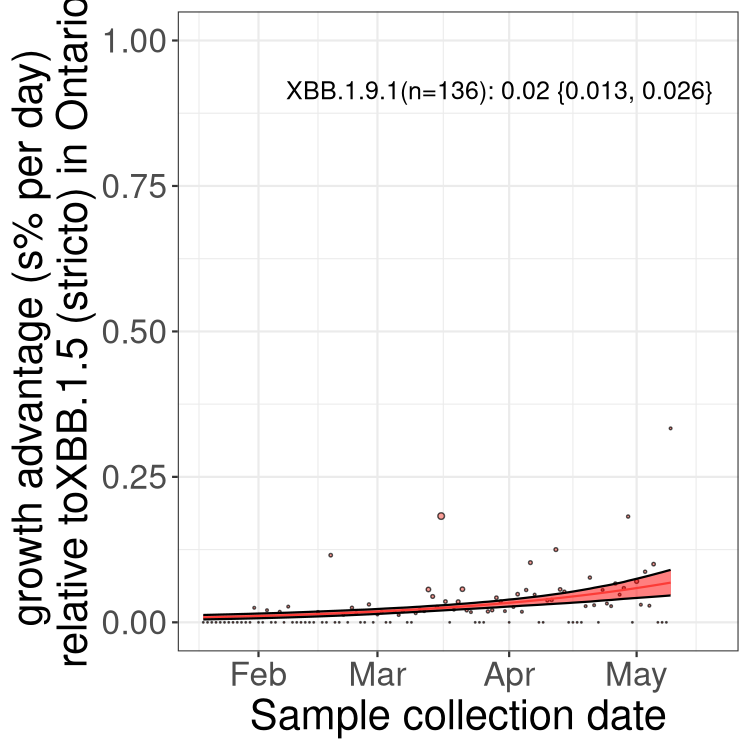 growth advantage (s% per day)
relative toXBB.1.5 (stricto) in Ontario
1.00
0.75
0.50
0.25
0.00
XBB.1.9.1(n=136): 0.02 {0.013, 0.026}
Feb Mar Apr May
Sample collection date